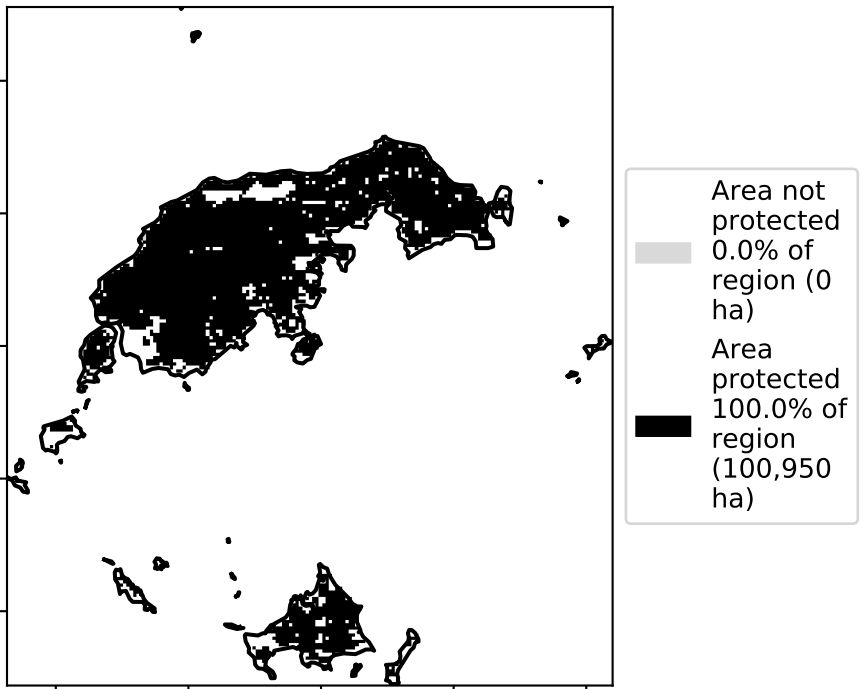 Area not
protected
0.0% of
region (0
ha)
Area
protected
100.0% of
region
(100,950
ha)